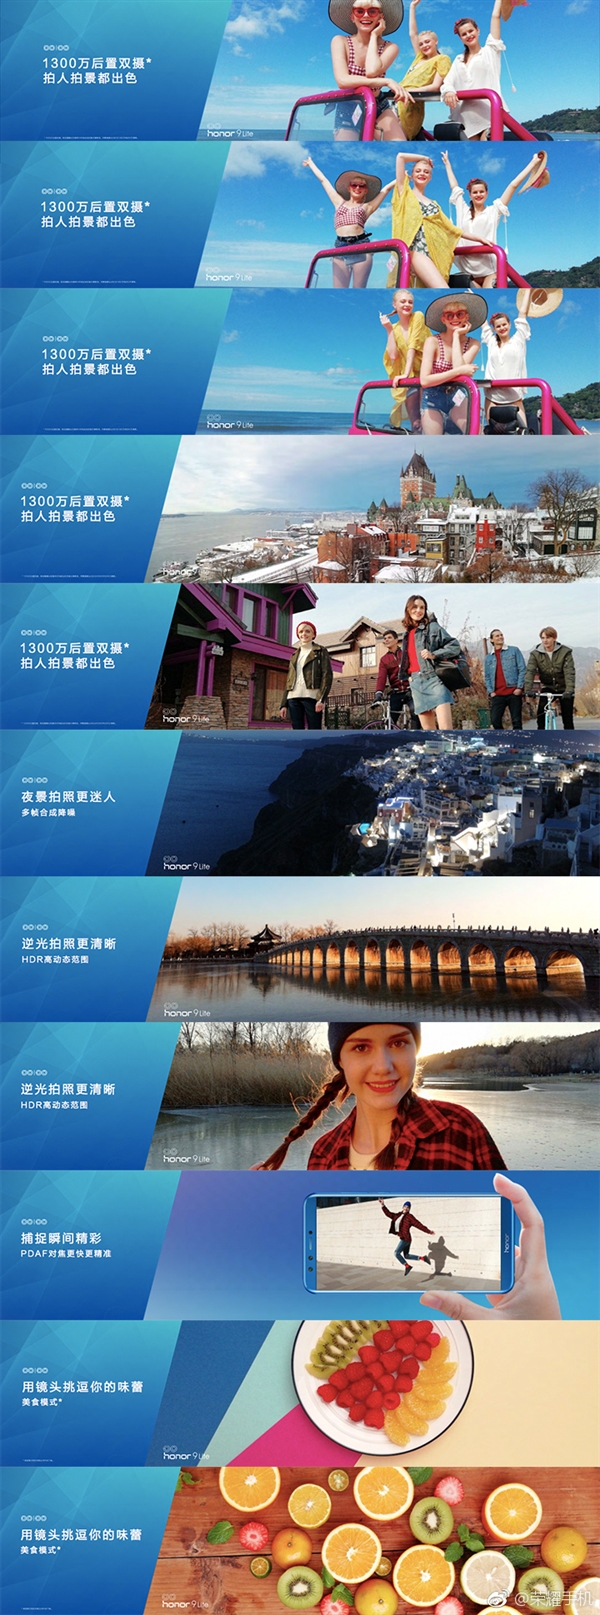 1300万后置双摄*
拍人拍景都出色
honor 9 Lite
1300万后置双摄*
拍人拍景都出色
honor 9 Lite
1300万后置双摄*
拍人拍景都出色
honor 9 Lite
1300万后置双摄*
拍人拍景都出色
honor 9 Lite
1300万后置双摄*
拍人拍景都出色
honor 9 Lite
夜景拍照更迷人
多帧合成降噪
honor 9 Lite
逆光拍照更清晰
HDR高动态范围
honor 9 Lite
逆光拍照更清晰
HDR高动态范围
honor 9 Lite
捕捉瞬间精彩
PDAF对焦更快更精准
honor
用镜头挑逗你的味蕾
美食模式*
honor 9 Lite
用镜头挑逗你的味蕾
美食模式*
honor 9 Lite
@荣耀手机